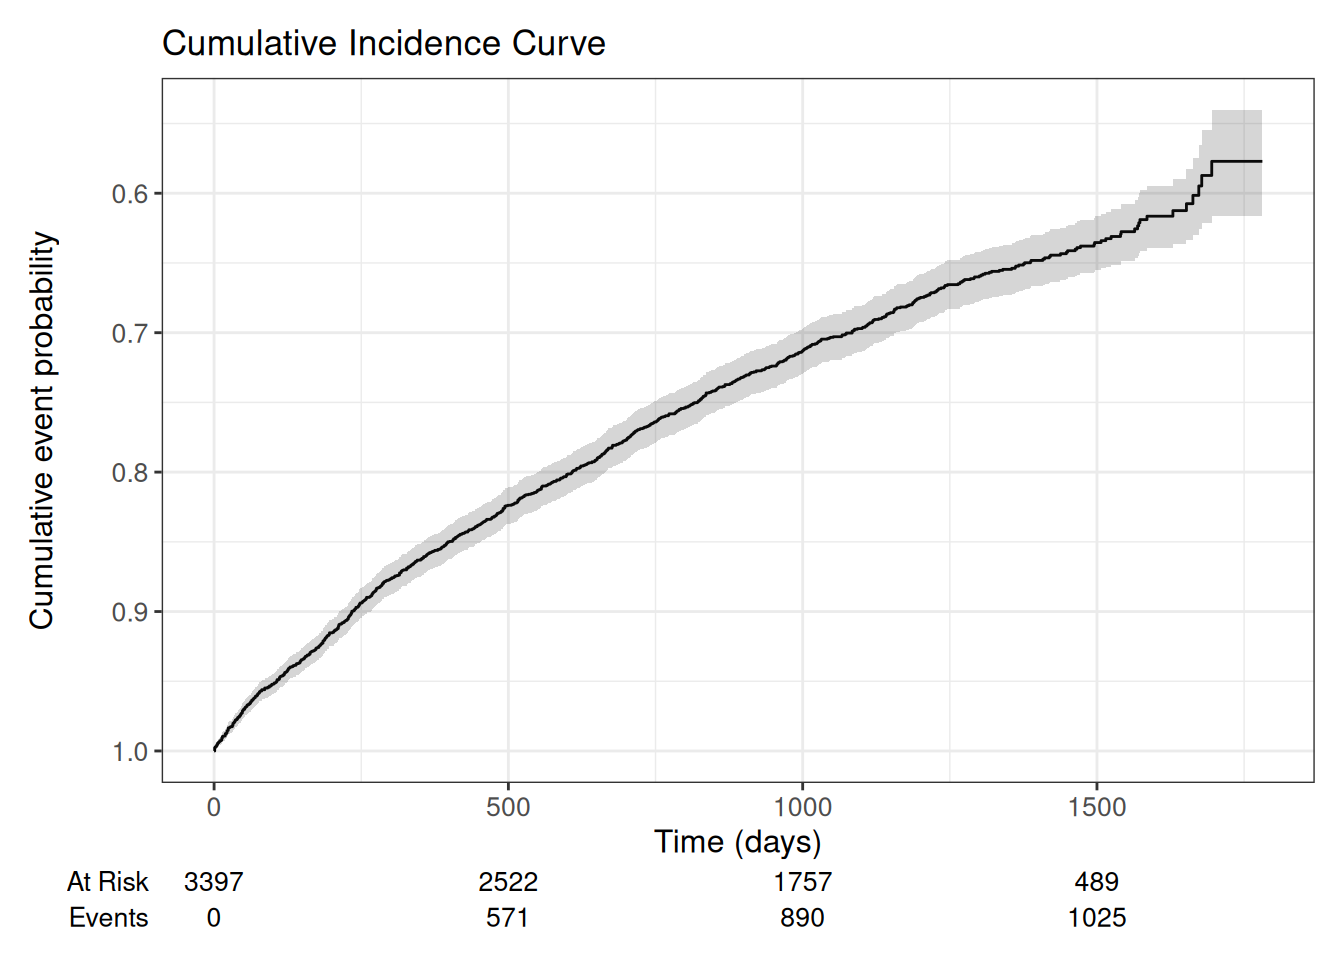 Cumulative Incidence Curve
Cumulative event probability
0.6
0.7
0.8
0.9
1.0
0 500 1000 1500
Time (days)
At Risk 3397 2522 1757 489
Events 0 571 890 1025